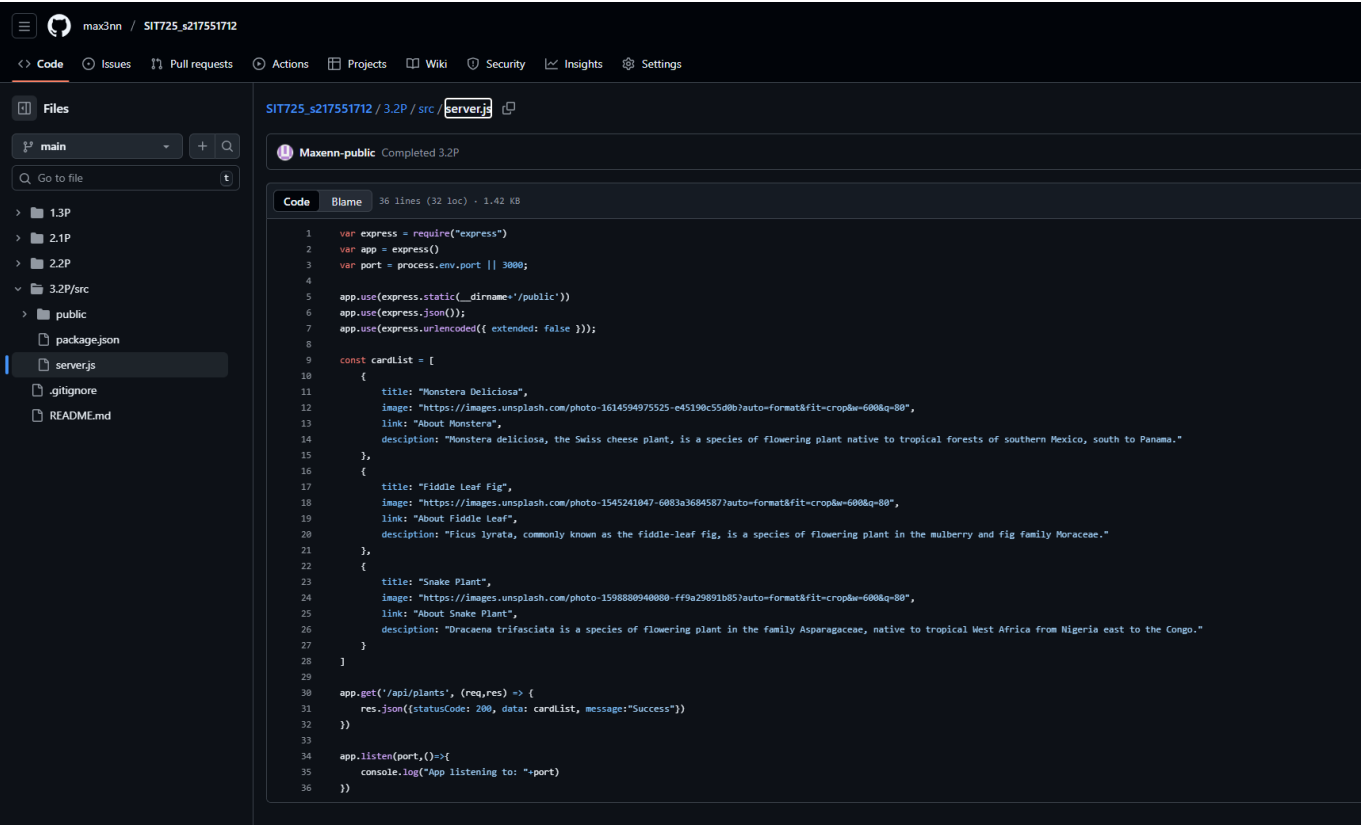 max3nn / SIT725_s217551712
Code Issues Pull requests Actions Projects Wiki Security Insights Settings
Files
main
Go to file t
1.3P
2.1P
2.2P
3.2P/src
public
package.json
server.js
.gitignore
README.md
SIT725_s217551712 / 3.2P / src / server.js
Maxenn-public Completed 3.2P
Code Blame 36 lines (32 loc) · 1.42 KB
1 var express = require("express")
2 var app = express()
3 var port = process.env.port || 3000;
4
5 app.use(express.static(__dirname+'/public'))
6 app.use(express.json());
7 app.use(express.urlencoded({ extended: false }));
8
9 const cardList = [
10 {
11 title: "Monstera Deliciosa",
12 image: "https://images.unsplash.com/photo-1614594975525-e45190c55d0b?auto=format&fit=crop&w=600&q=80",
13 link: "About Monstera",
14 desciption: "Monstera deliciosa, the Swiss cheese plant, is a species of flowering plant native to tropical forests of southern Mexico, south to Panama."
15 },
16 {
17 title: "Fiddle Leaf Fig",
18 image: "https://images.unsplash.com/photo-1545241047-6083a3684587?auto=format&fit=crop&w=600&q=80",
19 link: "About Fiddle Leaf",
20 desciption: "Ficus lyrata, commonly known as the fiddle-leaf fig, is a species of flowering plant in the mulberry and fig family Moraceae."
21 },
22 {
23 title: "Snake Plant",
24 image: "https://images.unsplash.com/photo-1598880940080-ff9a29891b85?auto=format&fit=crop&w=600&q=80",
25 link: "About Snake Plant",
26 desciption: "Dracaena trifasciata is a species of flowering plant in the family Asparagaceae, native to tropical West Africa from Nigeria east to the Congo."
27 }
28 ]
29
30 app.get('/api/plants', (req,res) => {
31 res.json({statusCode: 200, data: cardList, message:"Success"})
32 })
33
34 app.listen(port,()=>{
35 console.log("App listening to: "+port)
36 })